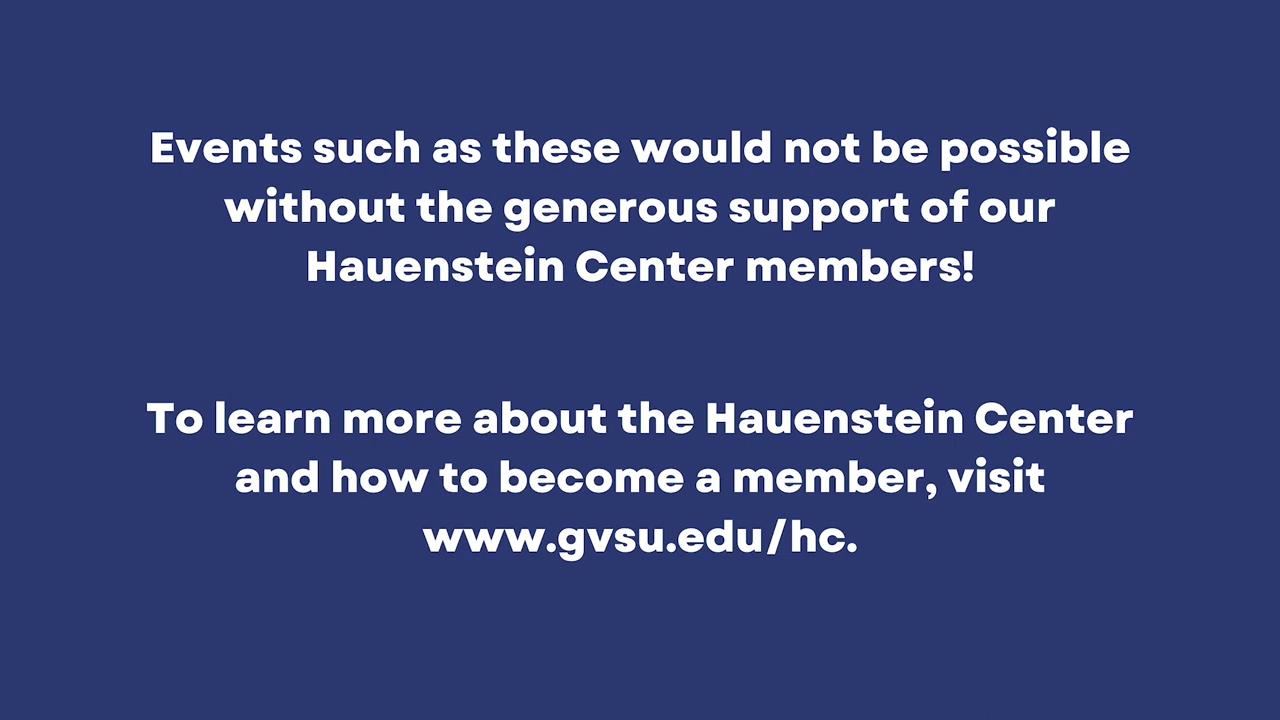 Events such as these would not be possible
without the generous support of our
Hauenstein Center members!
To learn more about the Hauenstein Center
and how to become a member, visit
www.gvsu.edu/hc.